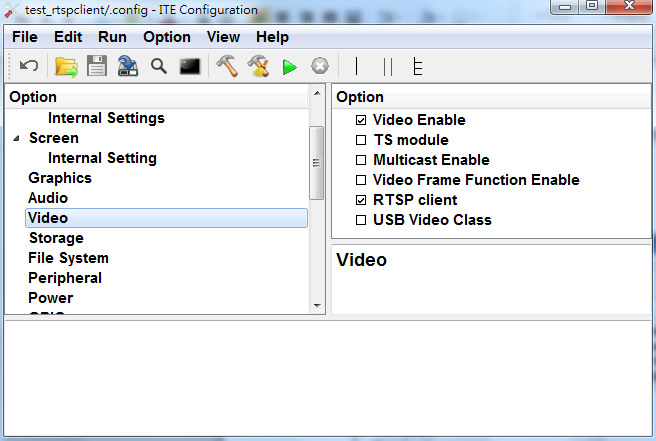 test_rtspclient/.config - ITE Configuration
File Edit Run Option View Help
Option
Internal Settings
Screen
Internal Setting
Graphics
Audio
Video
Storage
File System
Peripheral
Power
Option
Video Enable
TS module
Multicast Enable
Video Frame Function Enable
RTSP client
USB Video Class
Video